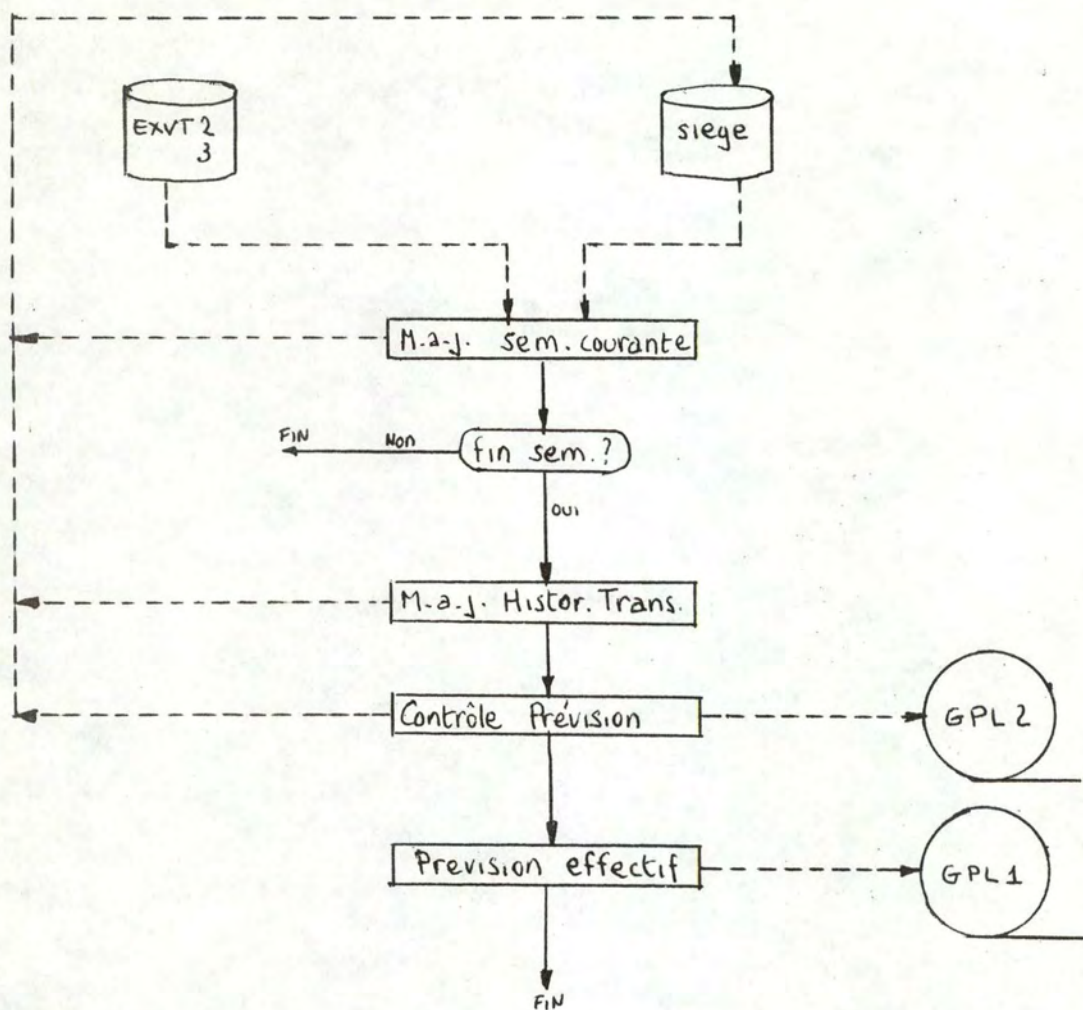 EXVT 2
3
siege
M.a.j. sem. courante
FIN
Non
fin sem. ?
OUI
M.a.j. Histor. Trans.
Contrôle Prévision
GPL 2
Prevision effectif
GPL 1
FIN